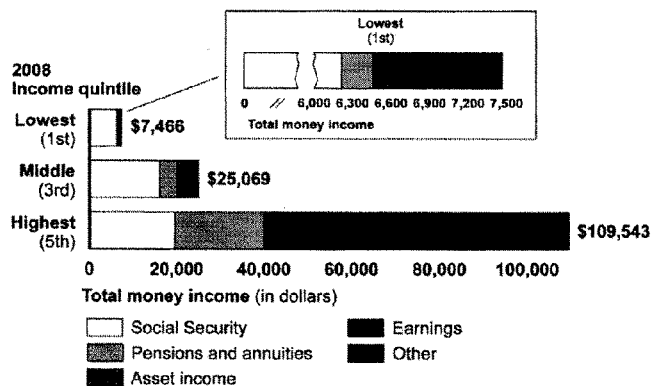 Lowest
(1st)
0 // 6,000 6,300 6,600 6,900 7,200 7,500
Total money income
2008
Income quintile
Lowest
(1st)
$7,466
Middle
(3rd)
$25,069
Highest
(5th)
$109,543
0 20,000 40,000 60,000 80,000 100,000
Total money income (in dollars)
Social Security
Earnings
Pensions and annuities
Other
Asset income